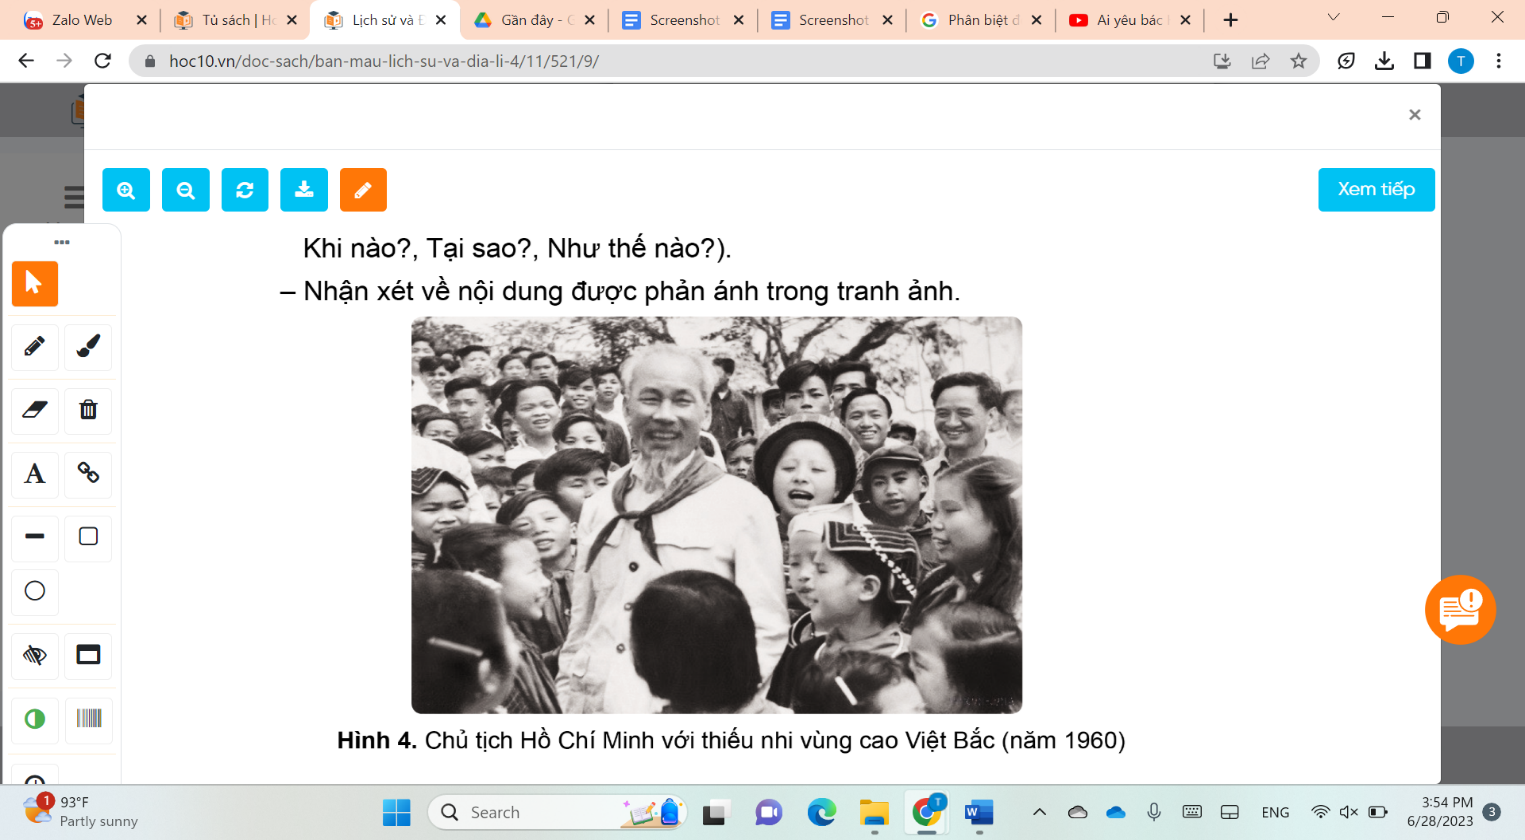 Zalo Web
Tủ sách | Họ
Lịch sử và Đ
Gần đây - G
Screenshot
Screenshot
Phân biệt đ
Ai yêu bác
hoc10.vn/doc-sach/ban-mau-lich-su-va-dia-li-4/11/521/9/
T
×
Xem tiếp
Khi nào?, Tại sao?, Như thế nào?).
– Nhận xét về nội dung được phản ánh trong tranh ảnh.
A
Hình 4. Chủ tịch Hồ Chí Minh với thiếu nhi vùng cao Việt Bắc (năm 1960)
1
93°F
Partly sunny
Search
T
W
ENG
3:54 PM
6/28/2023
3